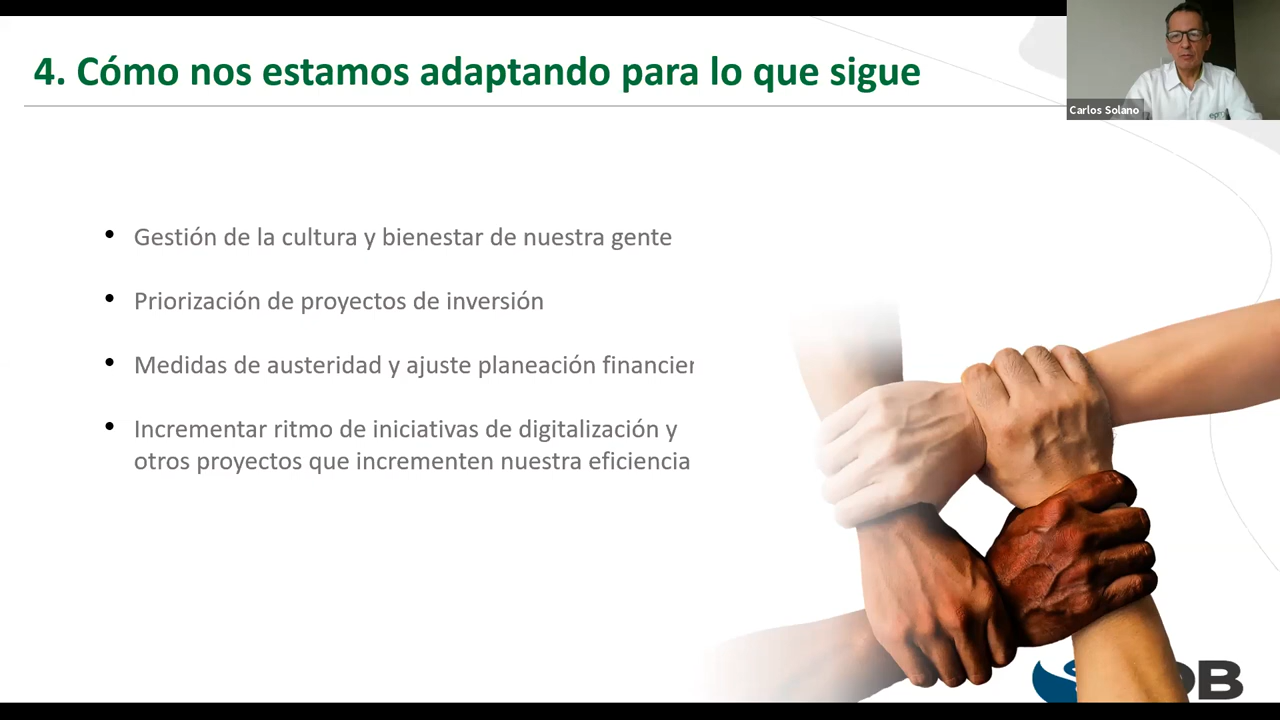 4. Cómo nos estamos adaptando para lo que sigue
Carlos Solano
• Gestión de la cultura y bienestar de nuestra gente
• Priorización de proyectos de inversión
• Medidas de austeridad y ajuste planeación financier
• Incrementar ritmo de iniciativas de digitalización y
otros proyectos que incrementen nuestra eficiencia